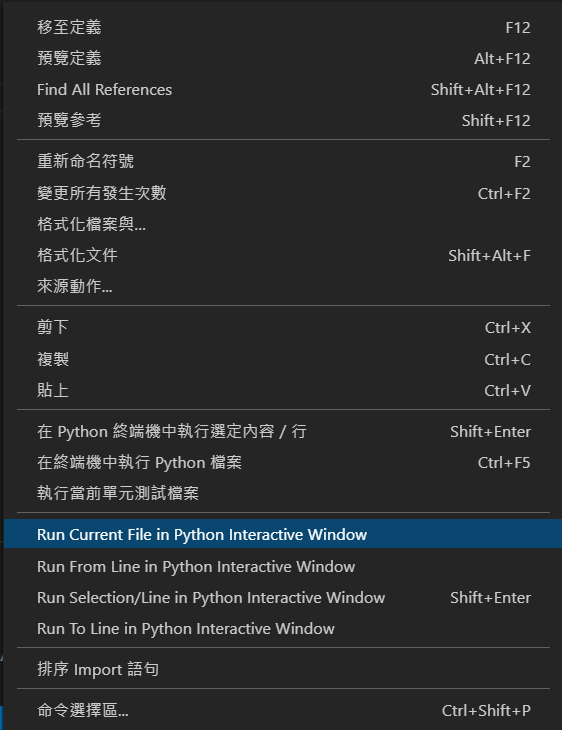 移至定義 F12
預覽定義 Alt+F12
Find All References Shift+Alt+F12
預覽參考 Shift+F12
重新命名符號 F2
變更所有發生次數 Ctrl+F2
格式化檔案與...
格式化文件 Shift+Alt+F
來源動作...
剪下 Ctrl+X
複製 Ctrl+C
貼上 Ctrl+V
在 Python 終端機中執行選定內容 / 行 Shift+Enter
在終端機中執行 Python 檔案 Ctrl+F5
執行當前單元測試檔案
Run Current File in Python Interactive Window
Run From Line in Python Interactive Window
Run Selection/Line in Python Interactive Window Shift+Enter
Run To Line in Python Interactive Window
排序 Import 語句
命令選擇區... Ctrl+Shift+P